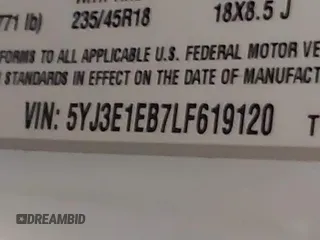 771 lb) 235/45R18 18X8.5 J
FORMS TO ALL APPLICABLE U.S. FEDERAL MOTOR VE
STANDARDS IN EFFECT ON THE DATE OF MANUFACT
VIN: 5YJ3E1EB7LF619120 T
DREAMBID